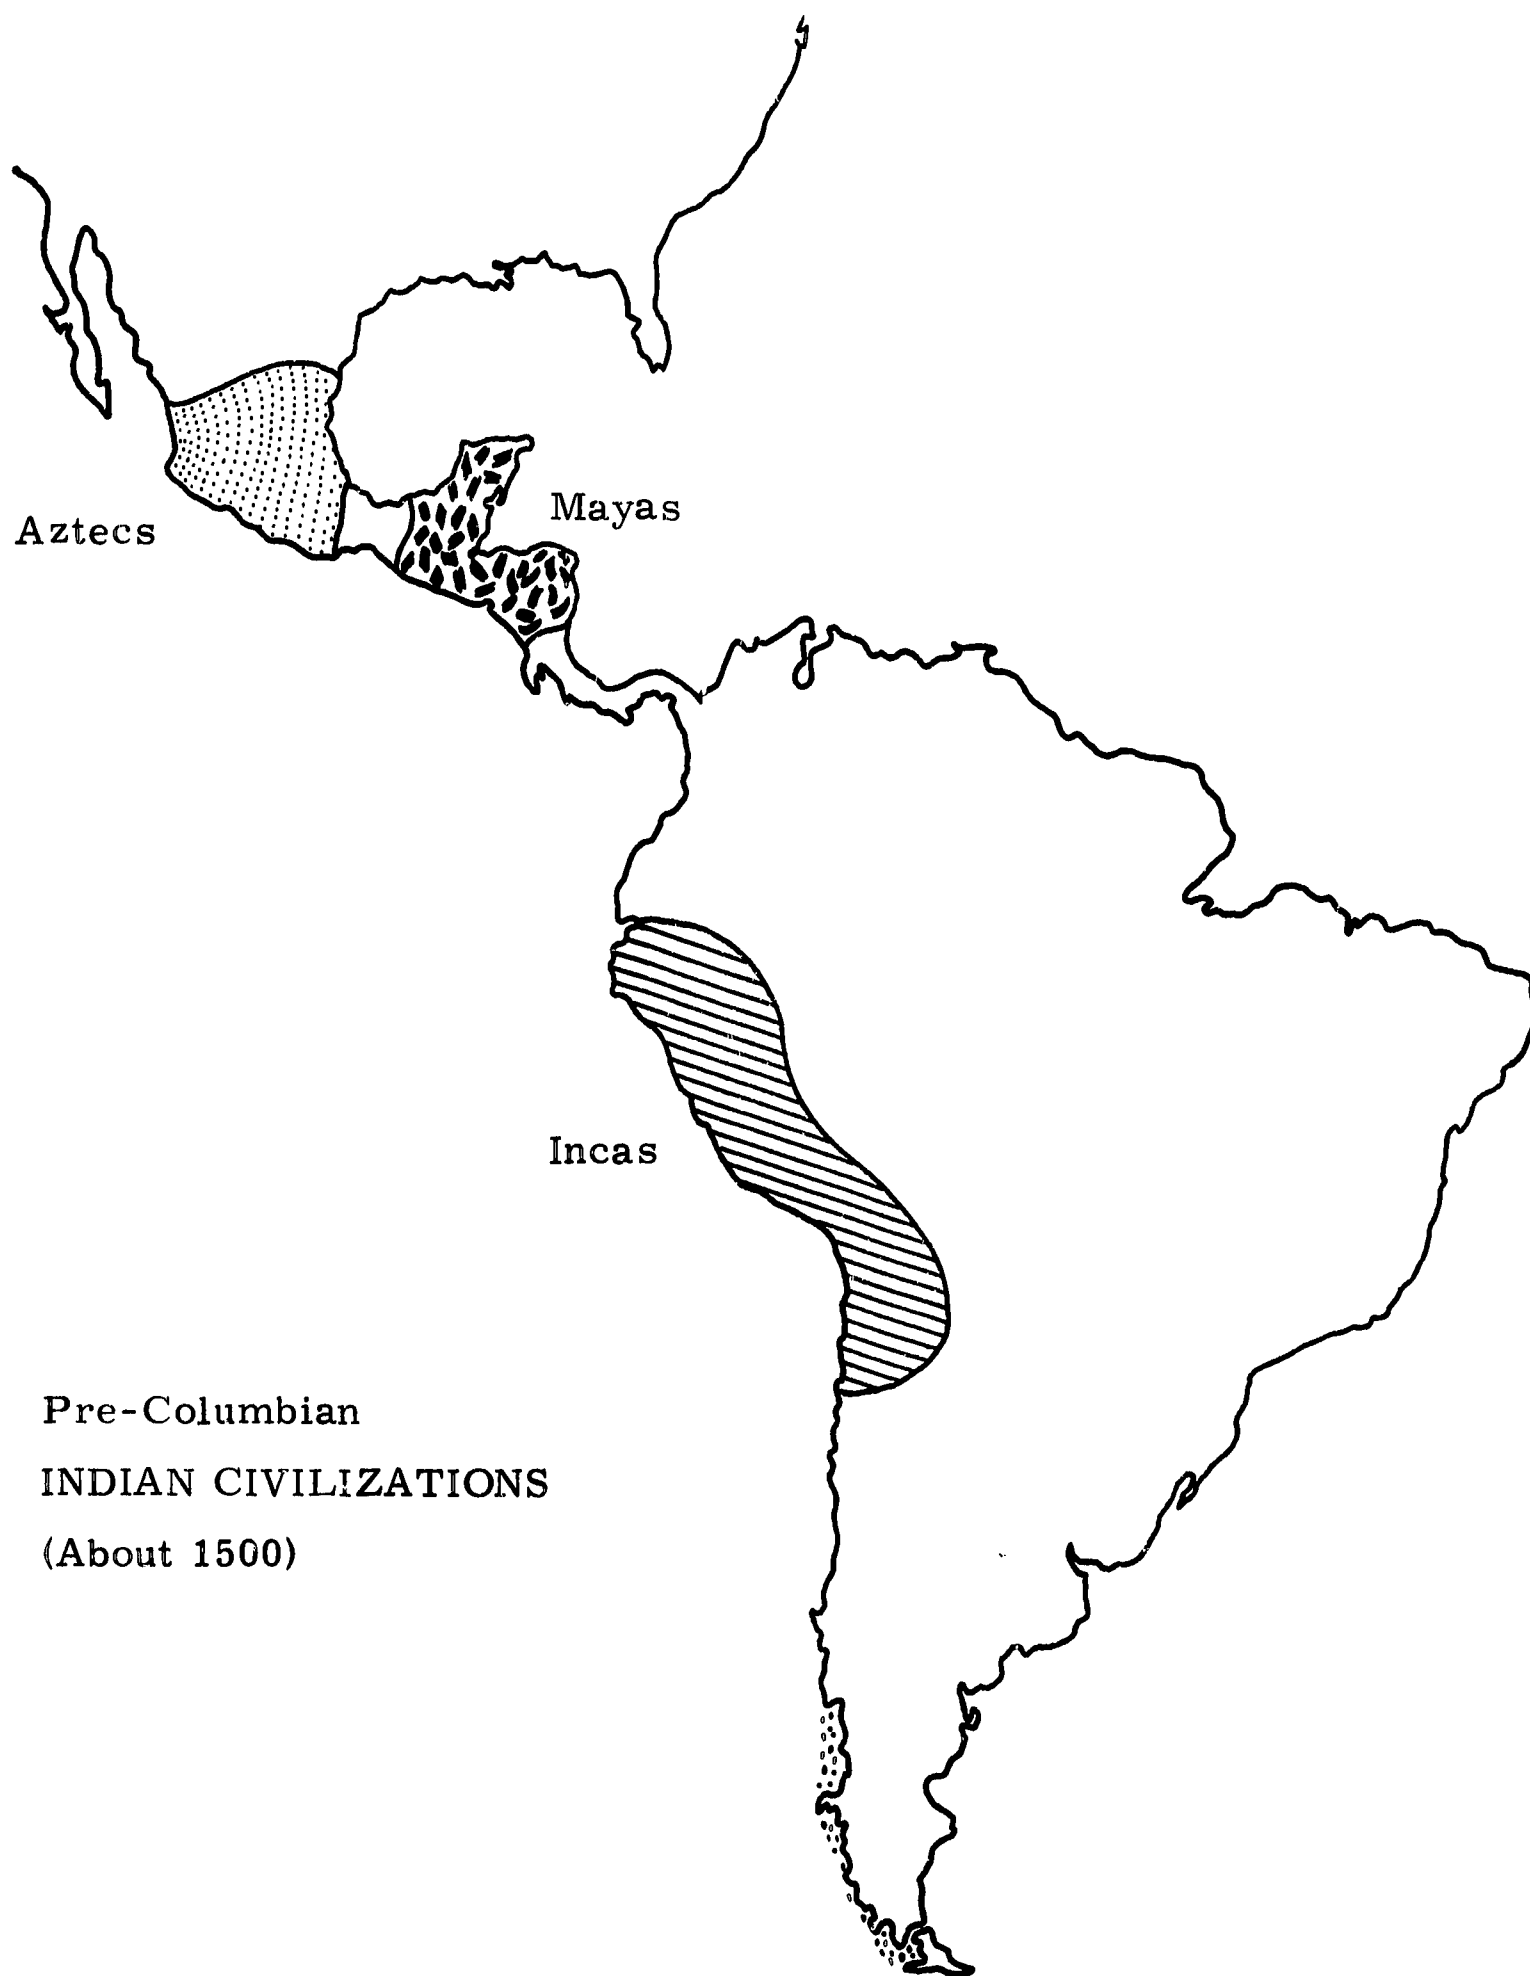 Aztecs
Mayas
Incas
Pre-Columbian
INDIAN CIVILIZATIONS
(About 1500)